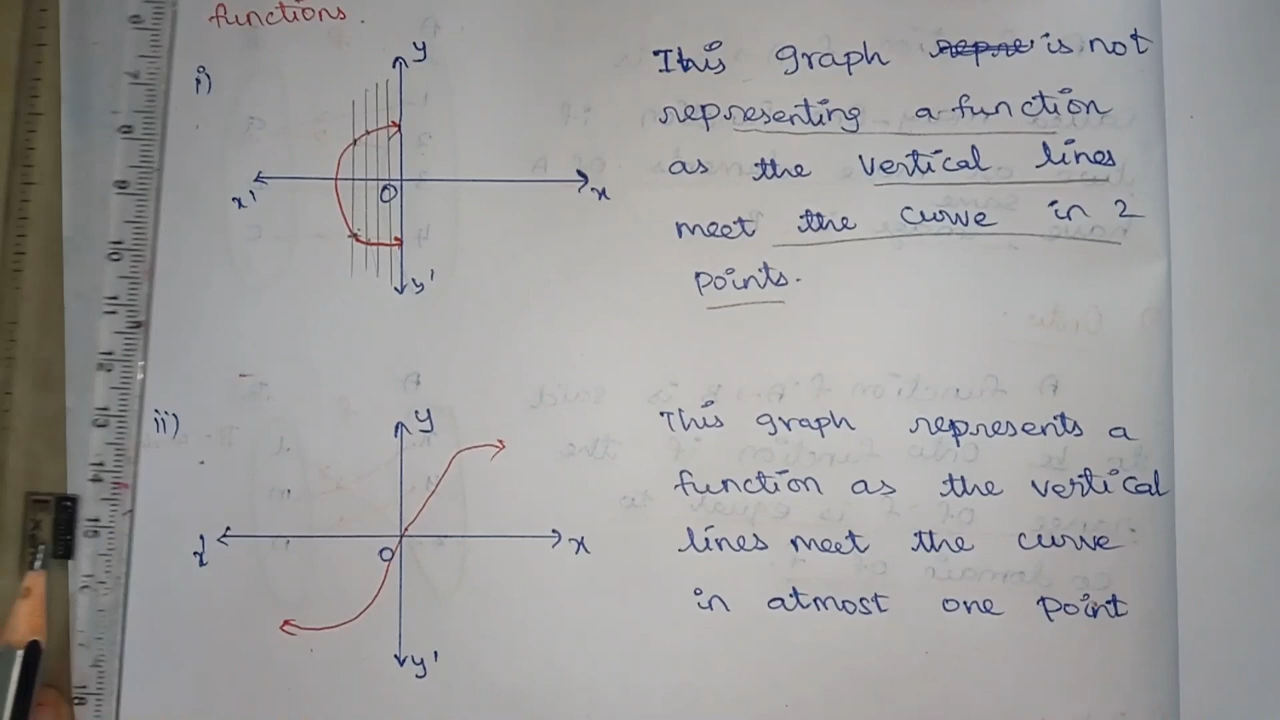 functions.
i)
y
This graph is not
representing a function
as the vertical lines
meet the curve in 2
points.
x'
O
x
y'
ii)
y
This graph represents a
function as the vertical
lines meet the curve
in atmost one point
x'
O
x
y'